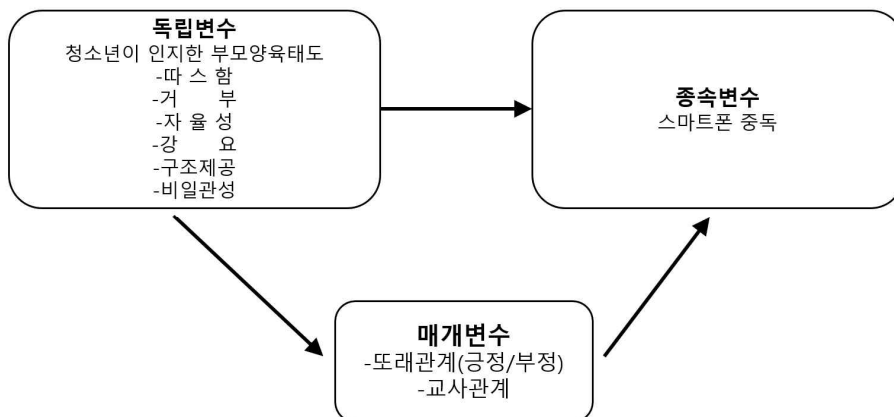 독립변수
청소년이 인지한 부모양육태도
-따 스 함
-거 부
-자 율 성
-강 요
-구조제공
-비일관성
종속변수
스마트폰 중독
매개변수
-또래관계(긍정/부정)
-교사관계